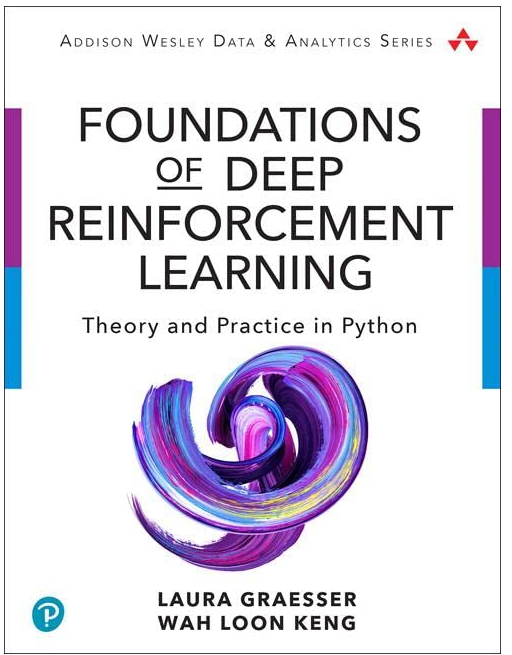 ADDISON WESLEY DATA & ANALYTICS SERIES
FOUNDATIONS
OF DEEP
REINFORCEMENT
LEARNING
Theory and Practice in Python
LAURA GRAESSER
WAH LOON KENG
P